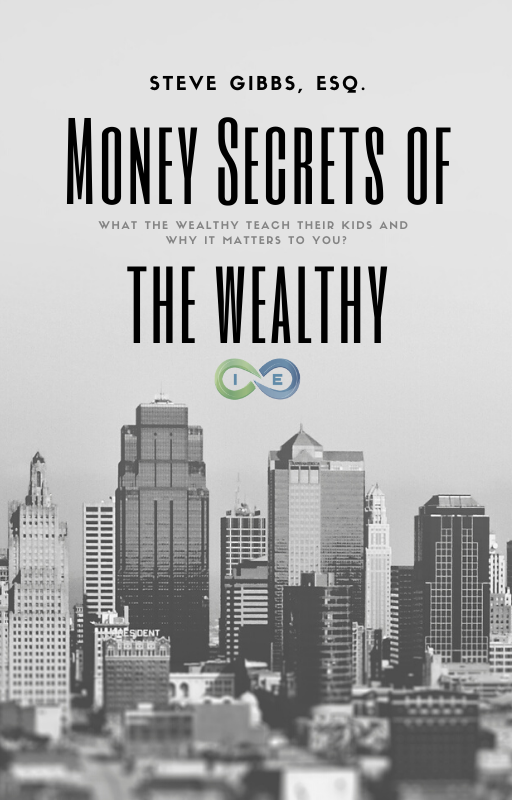 STEVE GIBBS, ESQ.
MONEY SECRETS OF
WHAT THE WEALTHY TEACH THEIR KIDS AND
WHY IT MATTERS TO YOU?
THE WEALTHY
I E
PRESIDENT